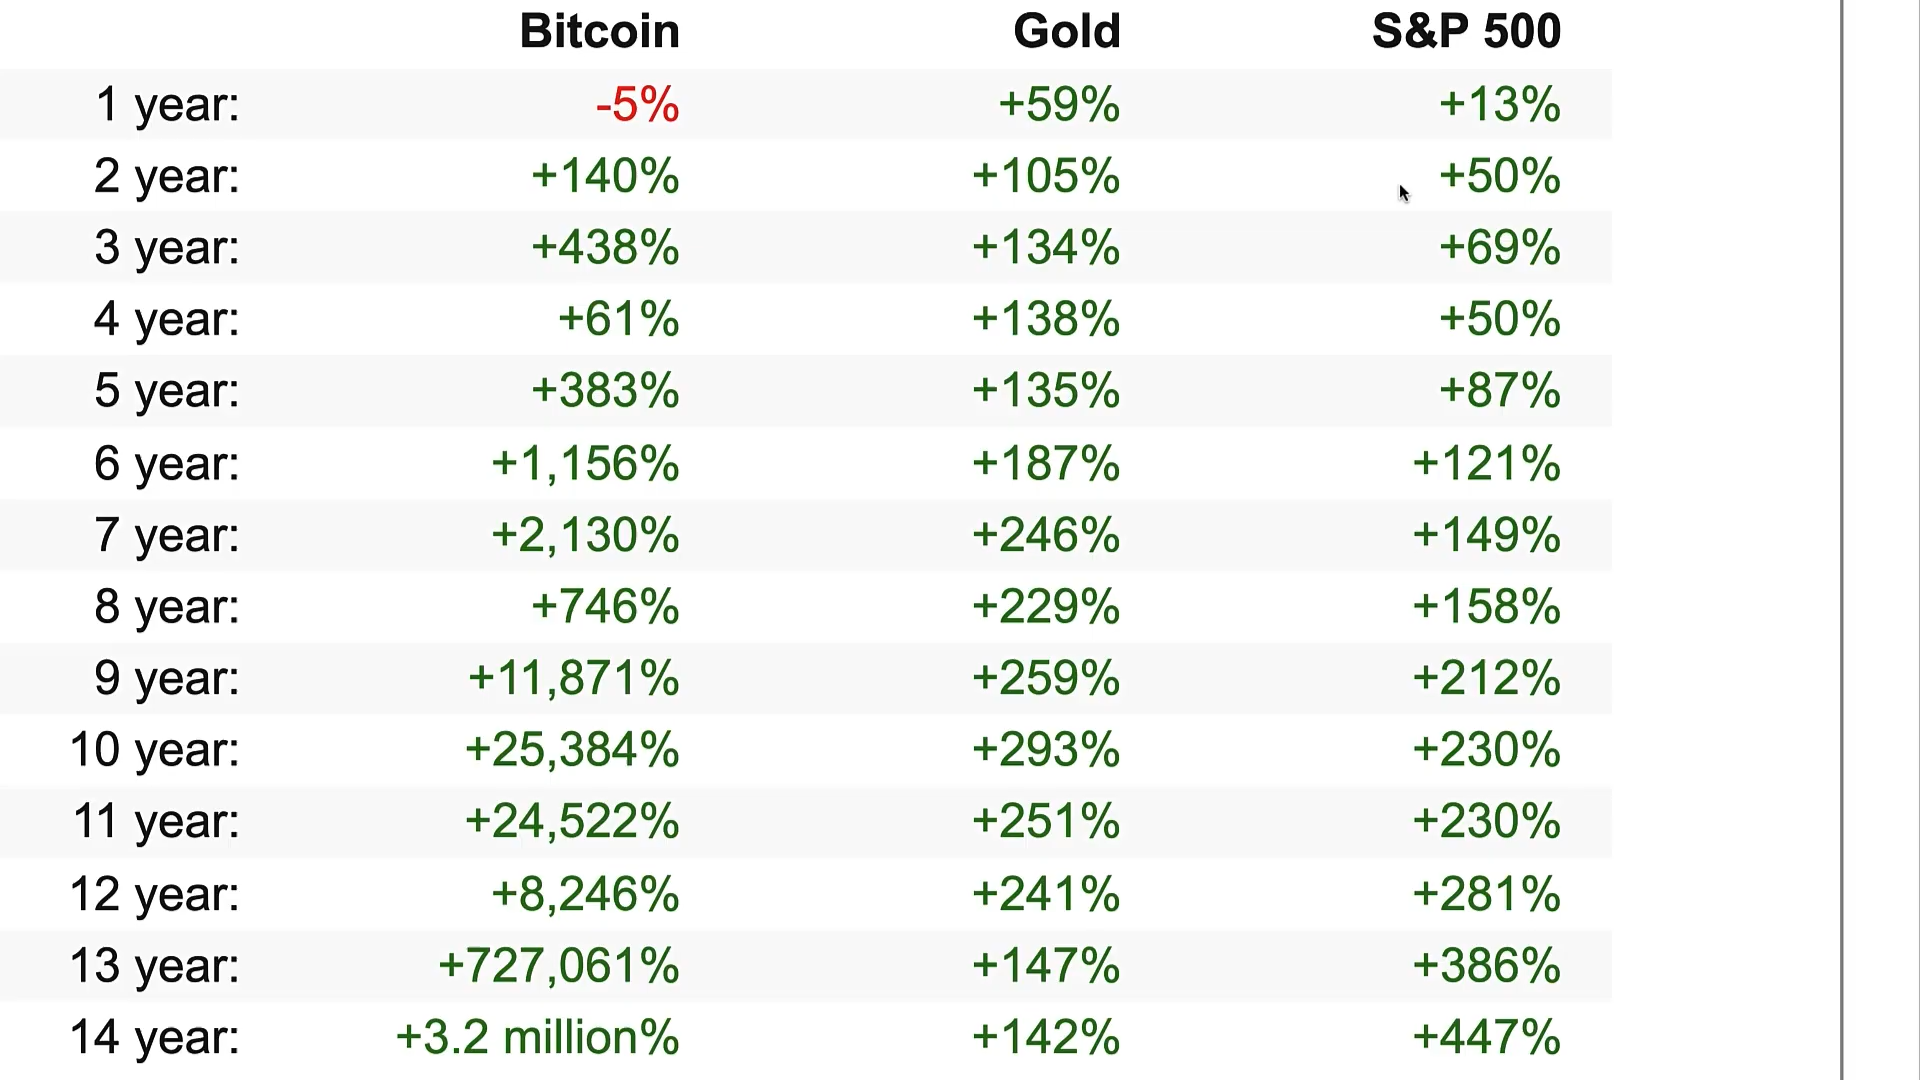 Bitcoin Gold S&P 500
1 year: -5% +59% +13%
2 year: +140% +105% +50%
3 year: +438% +134% +69%
4 year: +61% +138% +50%
5 year: +383% +135% +87%
6 year: +1,156% +187% +121%
7 year: +2,130% +246% +149%
8 year: +746% +229% +158%
9 year: +11,871% +259% +212%
10 year: +25,384% +293% +230%
11 year: +24,522% +251% +230%
12 year: +8,246% +241% +281%
13 year: +727,061% +147% +386%
14 year: +3.2 million% +142% +447%